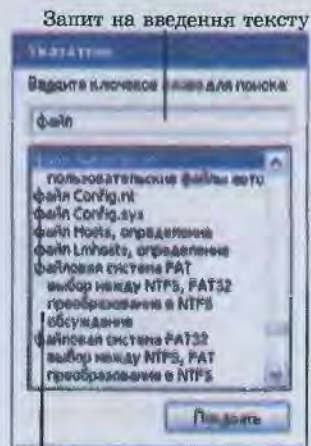 Запит на введення тексту
Указатель
Введите ключевое слово для поиска:
файл
пользовательские файлы авто
файл Config.nt
файл Config.sys
файл Hosts, определение
файл Lmhosts, определение
файловая система FAT
выбор между NTFS, FAT32
преобразование в NTFS
обсуждение
файловая система FAT32
выбор между NTFS, FAT
преобразование в NTFS
Показать